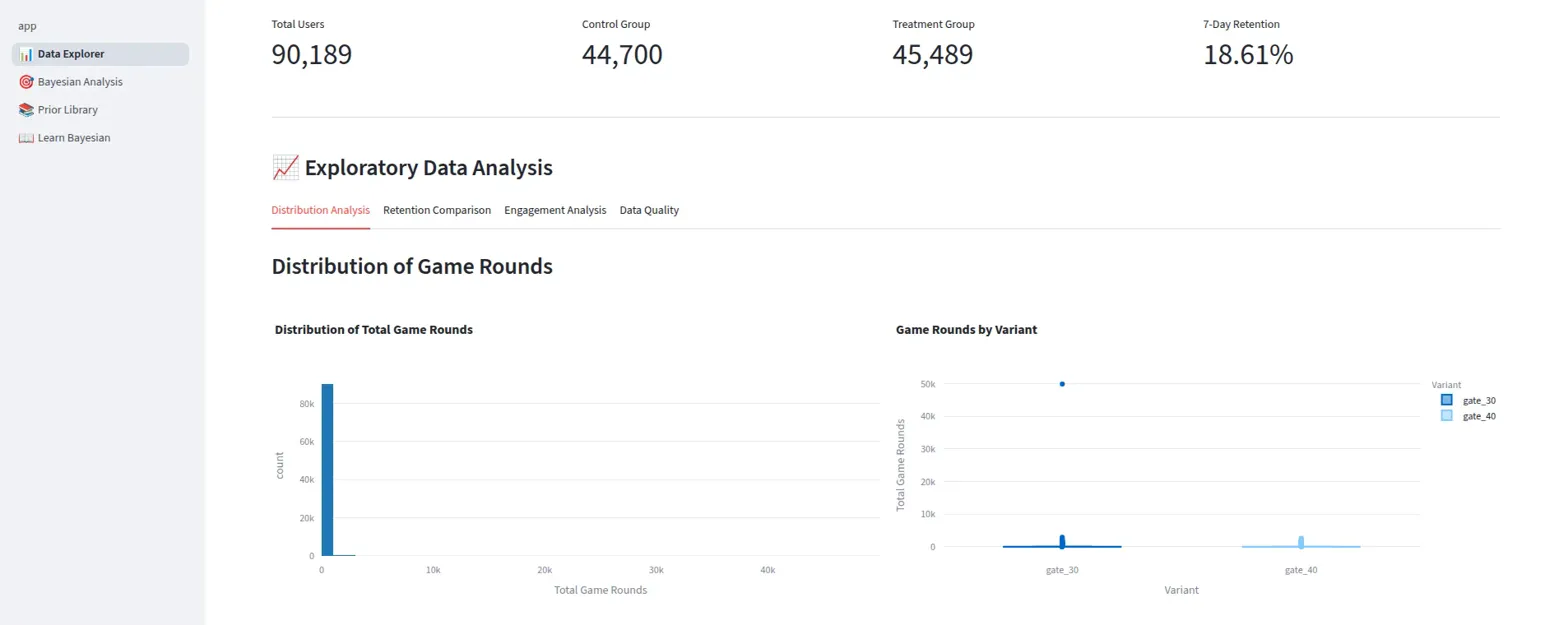 app
Data Explorer
Bayesian Analysis
Prior Library
Learn Bayesian
Total Users
90,189
Control Group
44,700
Treatment Group
45,489
7-Day Retention
18.61%
Exploratory Data Analysis
Distribution Analysis
Retention Comparison
Engagement Analysis
Data Quality
Distribution of Game Rounds
Distribution of Total Game Rounds
count
80k
60k
40k
20k
0
0
10k
20k
30k
40k
Total Game Rounds
Game Rounds by Variant
Total Game Rounds
50k
40k
30k
20k
10k
0
gate_30
gate_40
Variant
Variant
gate_30
gate_40